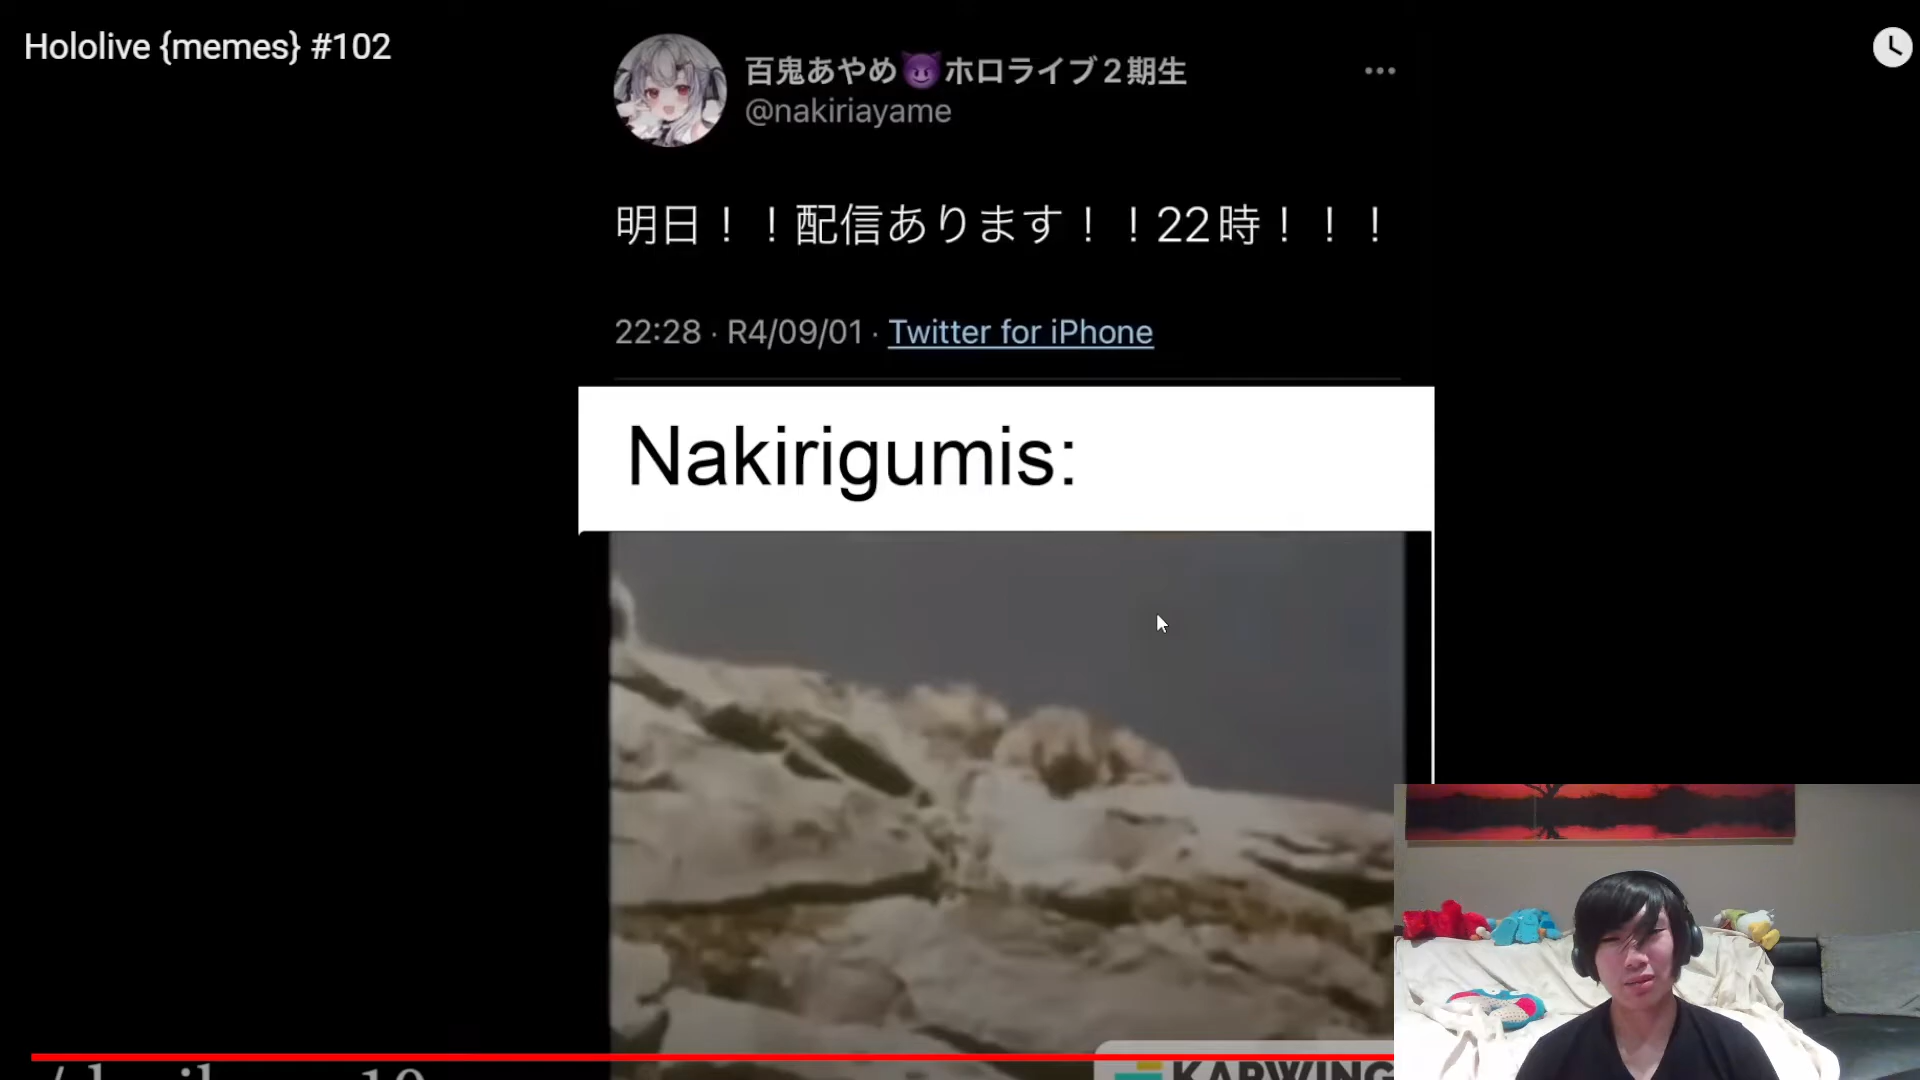 Hololive {memes} #102
百鬼あやめ😈ホロライブ2期生
@nakiriayame
明日！！配信あります！！22時！！！
22:28 · R4/09/01 · Twitter for iPhone
Nakirigumis:
KAPWING